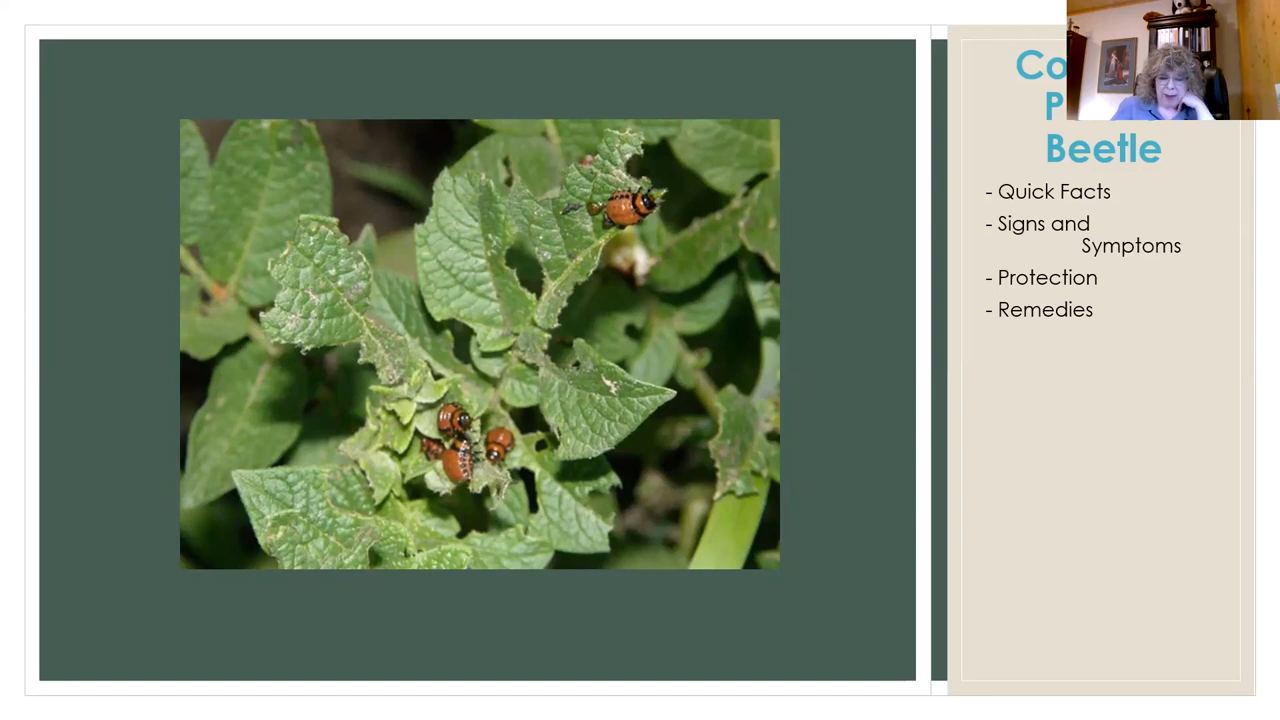 Co
P
Beetle
- Quick Facts
- Signs and
Symptoms
- Protection
- Remedies